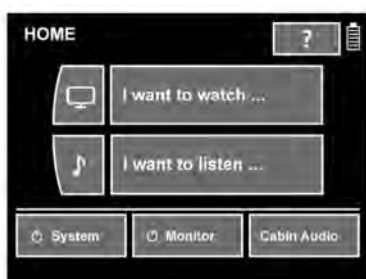 HOME
?
I want to watch ...
I want to listen ...
System
Monitor
Cabin Audio